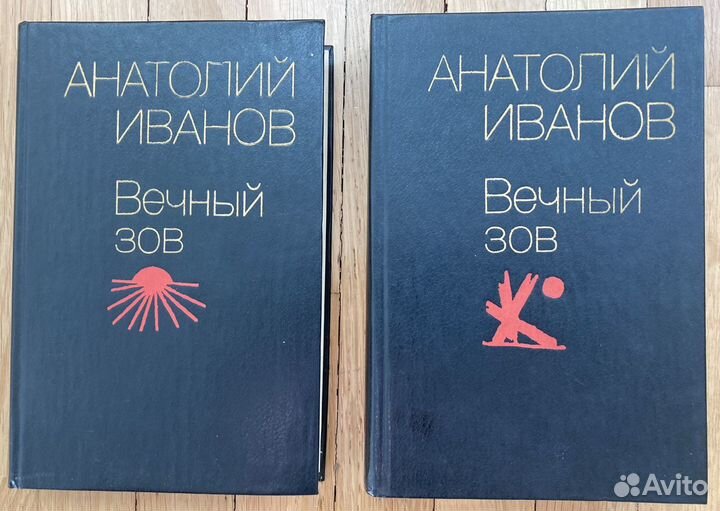 АНАТОЛИЙ
ИВАНОВ
Вечный
зов
АНАТОЛИЙ
ИВАНОВ
Вечный
зов
Avito